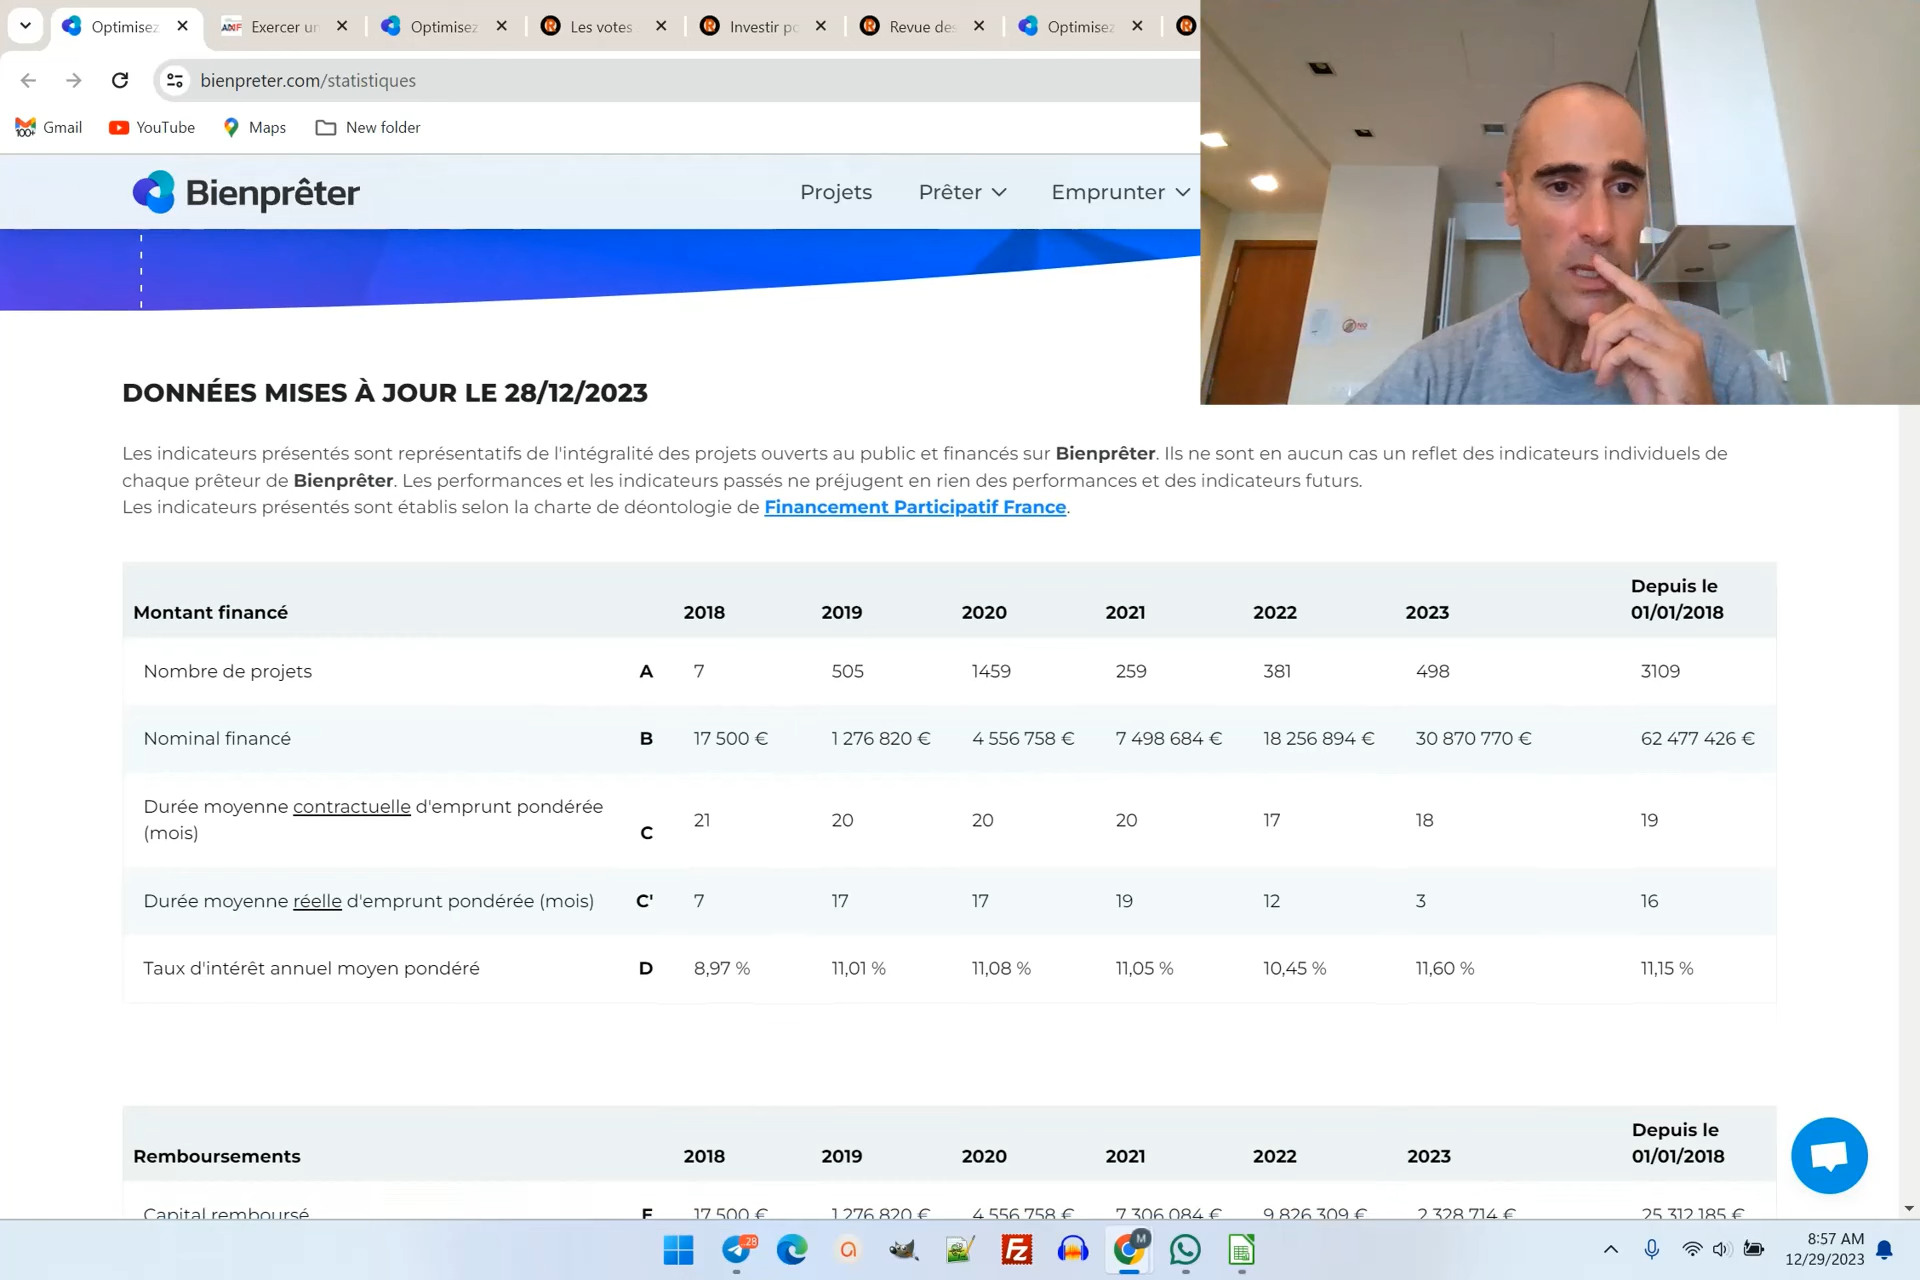 Optimisez
Exercer un
Optimisez
Les votes
Investir po
Revue des
Optimisez
bienpreter.com/statistiques
Gmail
YouTube
Maps
New folder
Bienprêter
Projets
Prêter
Emprunter
NO
DONNÉES MISES À JOUR LE 28/12/2023
Les indicateurs présentés sont représentatifs de l'intégralité des projets ouverts au public et financés sur Bienprêter. Ils ne sont en aucun cas un reflet des indicateurs individuels de
chaque prêteur de Bienprêter. Les performances et les indicateurs passés ne préjugent en rien des performances et des indicateurs futurs.
Les indicateurs présentés sont établis selon la charte de déontologie de Financement Participatif France.
Montant financé 2018 2019 2020 2021 2022 2023 Depuis le 01/01/2018
Nombre de projets A 7 505 1459 259 381 498 3109
Nominal financé B 17 500 € 1 276 820 € 4 556 758 € 7 498 684 € 18 256 894 € 30 870 770 € 62 477 426 €
Durée moyenne contractuelle d'emprunt pondérée
(mois) C 21 20 20 20 17 18 19
Durée moyenne réelle d'emprunt pondérée (mois) C' 7 17 17 19 12 3 16
Taux d'intérêt annuel moyen pondéré D 8,97 % 11,01 % 11,08 % 11,05 % 10,45 % 11,60 % 11,15 %
Remboursements 2018 2019 2020 2021 2022 2023 Depuis le 01/01/2018
Capital remboursé 17 500 € 1 276 820 € 4 556 758 € 7 306 084 € 9 826 309 € 2 328 714 € 25 312 185 €
28
M
8:57 AM
12/29/2023